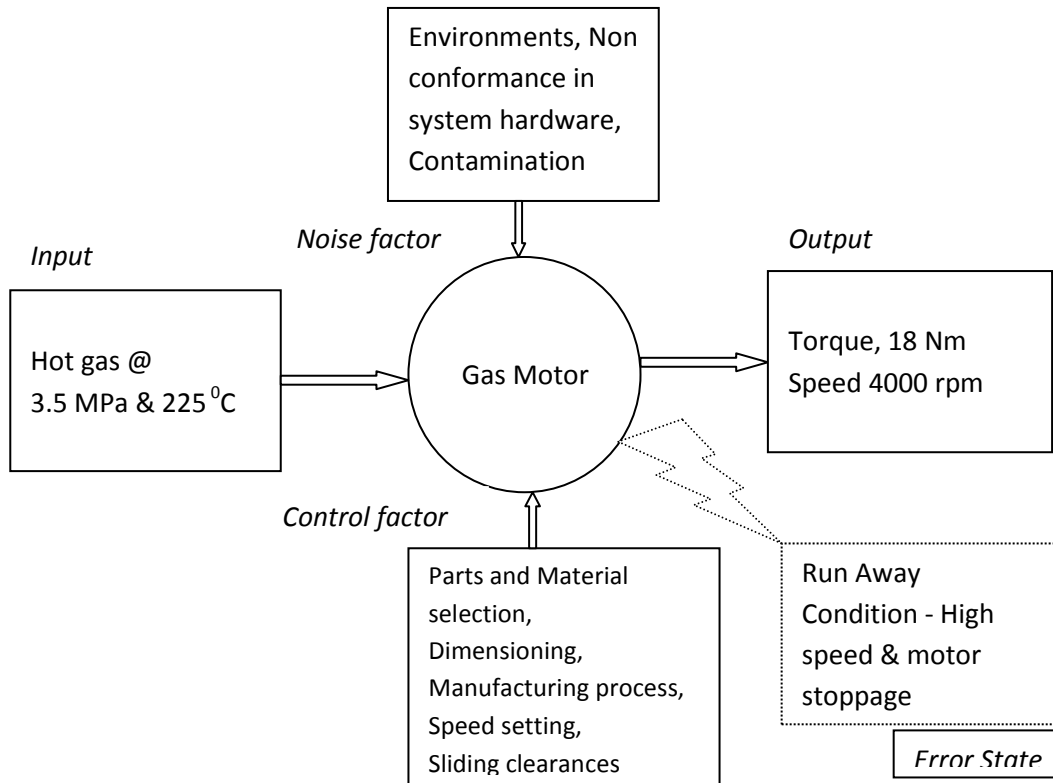 Environments, Non
conformance in
system hardware,
Contamination
Noise factor
Input
Output
Hot gas @
3.5 MPa & 225 ⁰C
Gas Motor
Torque, 18 Nm
Speed 4000 rpm
Control factor
Parts and Material
selection,
Dimensioning,
Manufacturing process,
Speed setting,
Sliding clearances
Run Away
Condition - High
speed & motor
stoppage
Error State